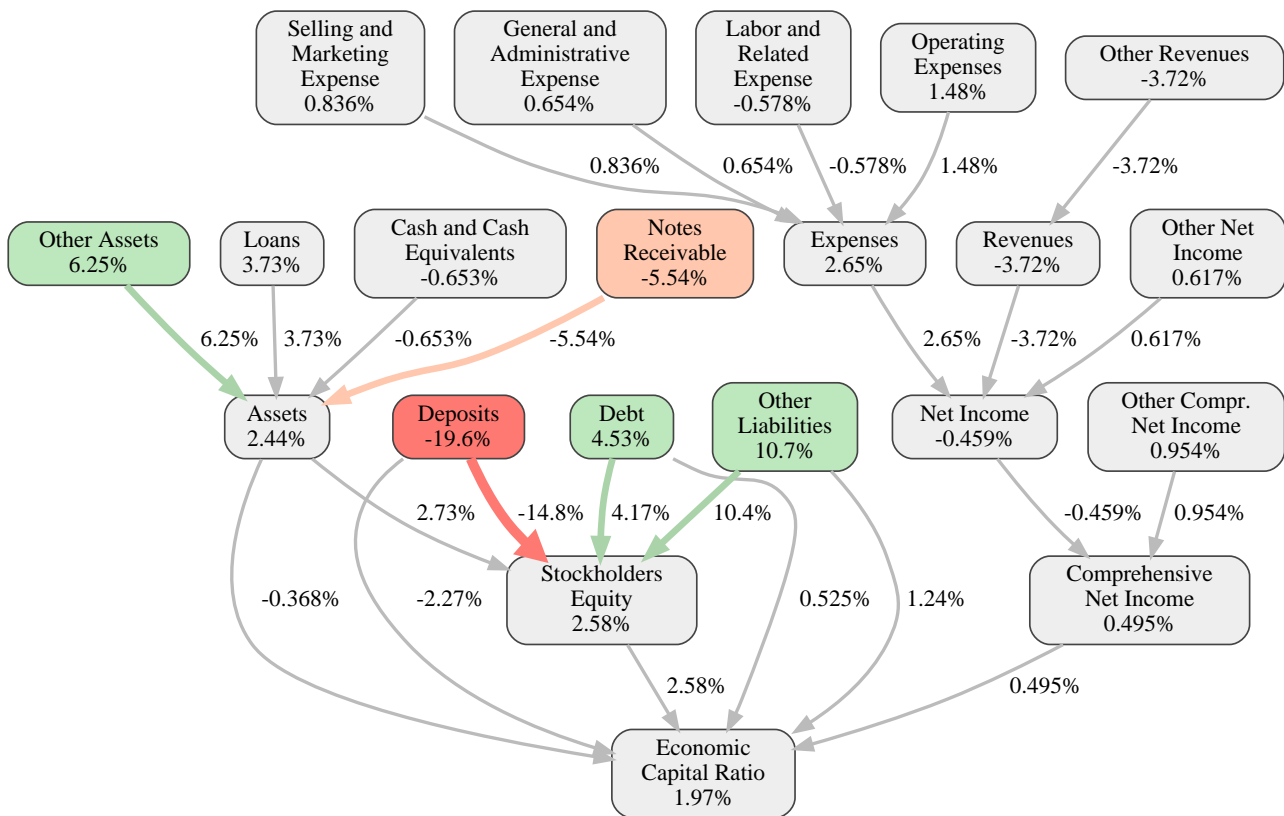 Selling and
Marketing
Expense
0.836%
General and
Administrative
Expense
0.654%
Labor and
Related
Expense
-0.578%
Operating
Expenses
1.48%
Other Revenues
-3.72%
0.836%
0.654%
-0.578%
1.48%
-3.72%
Other Assets
6.25%
Loans
3.73%
Cash and Cash
Equivalents
-0.653%
Notes
Receivable
-5.54%
Expenses
2.65%
Revenues
-3.72%
Other Net
Income
0.617%
6.25%
3.73%
-0.653%
-5.54%
2.65%
-3.72%
0.617%
Assets
2.44%
Deposits
-19.6%
Debt
4.53%
Other
Liabilities
10.7%
Net Income
-0.459%
Other Compr.
Net Income
0.954%
2.73%
-14.8%
4.17%
10.4%
-0.459%
0.954%
Stockholders
Equity
2.58%
Comprehensive
Net Income
0.495%
-0.368%
-2.27%
0.525%
1.24%
2.58%
0.495%
Economic
Capital Ratio
1.97%